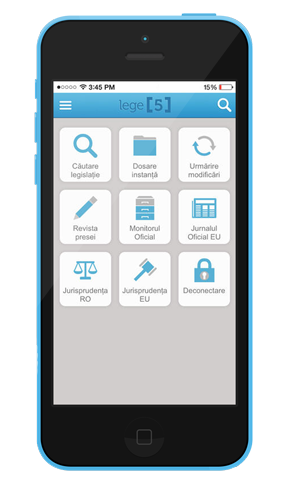 3:45 PM
15%
lege[5]
Căutare
legislație
Dosare
instanță
Urmărire
modificări
Revista
presei
Monitorul
Oficial
Jurnalul
Oficial EU
Jurisprudența
RO
Jurisprudența
EU
Deconectare